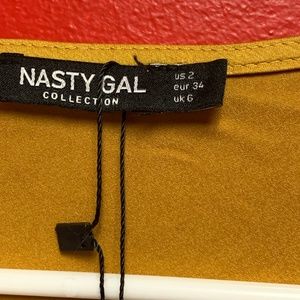 NASTY GAL
COLLECTION
us 2
eur 34
uk 6